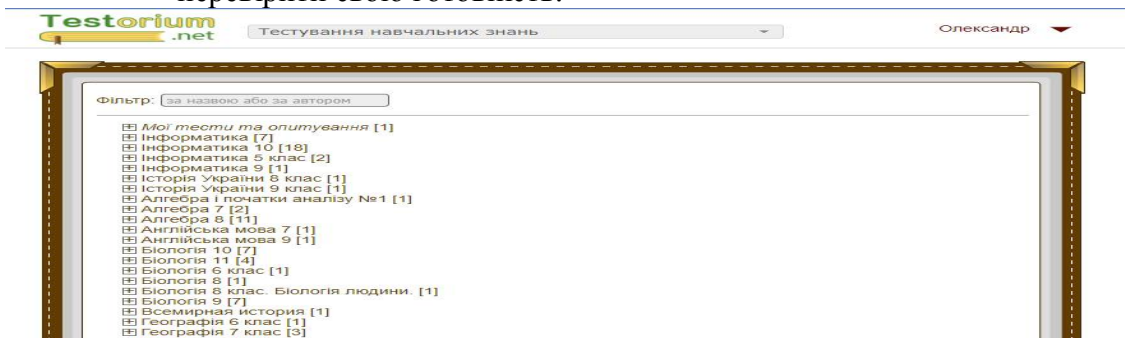 перевірити свою готовність.
Testorium
.net
Тестування навчальних знань
Олександр
Фільтр: за назвою або за автором
Мої тести та опитування [1]
Інформатика [7]
Інформатика 10 [18]
Інформатика 5 клас [2]
Інформатика 9 [1]
Історія України 8 клас [1]
Історія України 9 клас [1]
Алгебра і початки аналізу №1 [1]
Алгебра 7 [2]
Алгебра 8 [11]
Англійська мова 7 [1]
Англійська мова 9 [1]
Біологія 10 [7]
Біологія 11 [4]
Біологія 6 клас [1]
Біологія 8 [1]
Біологія 8 клас. Біологія людини. [1]
Біологія 9 [7]
Всемирная история [1]
Географія 6 клас [1]
Географія 7 клас [3]